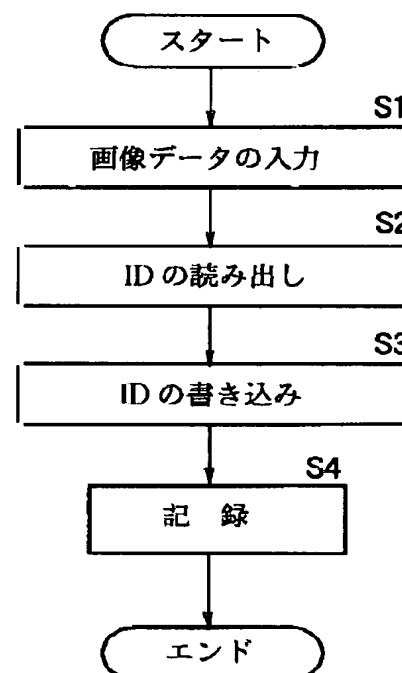 スタート
S1
画像データの入力
S2
IDの読み出し
S3
IDの書き込み
S4
記 録
エンド